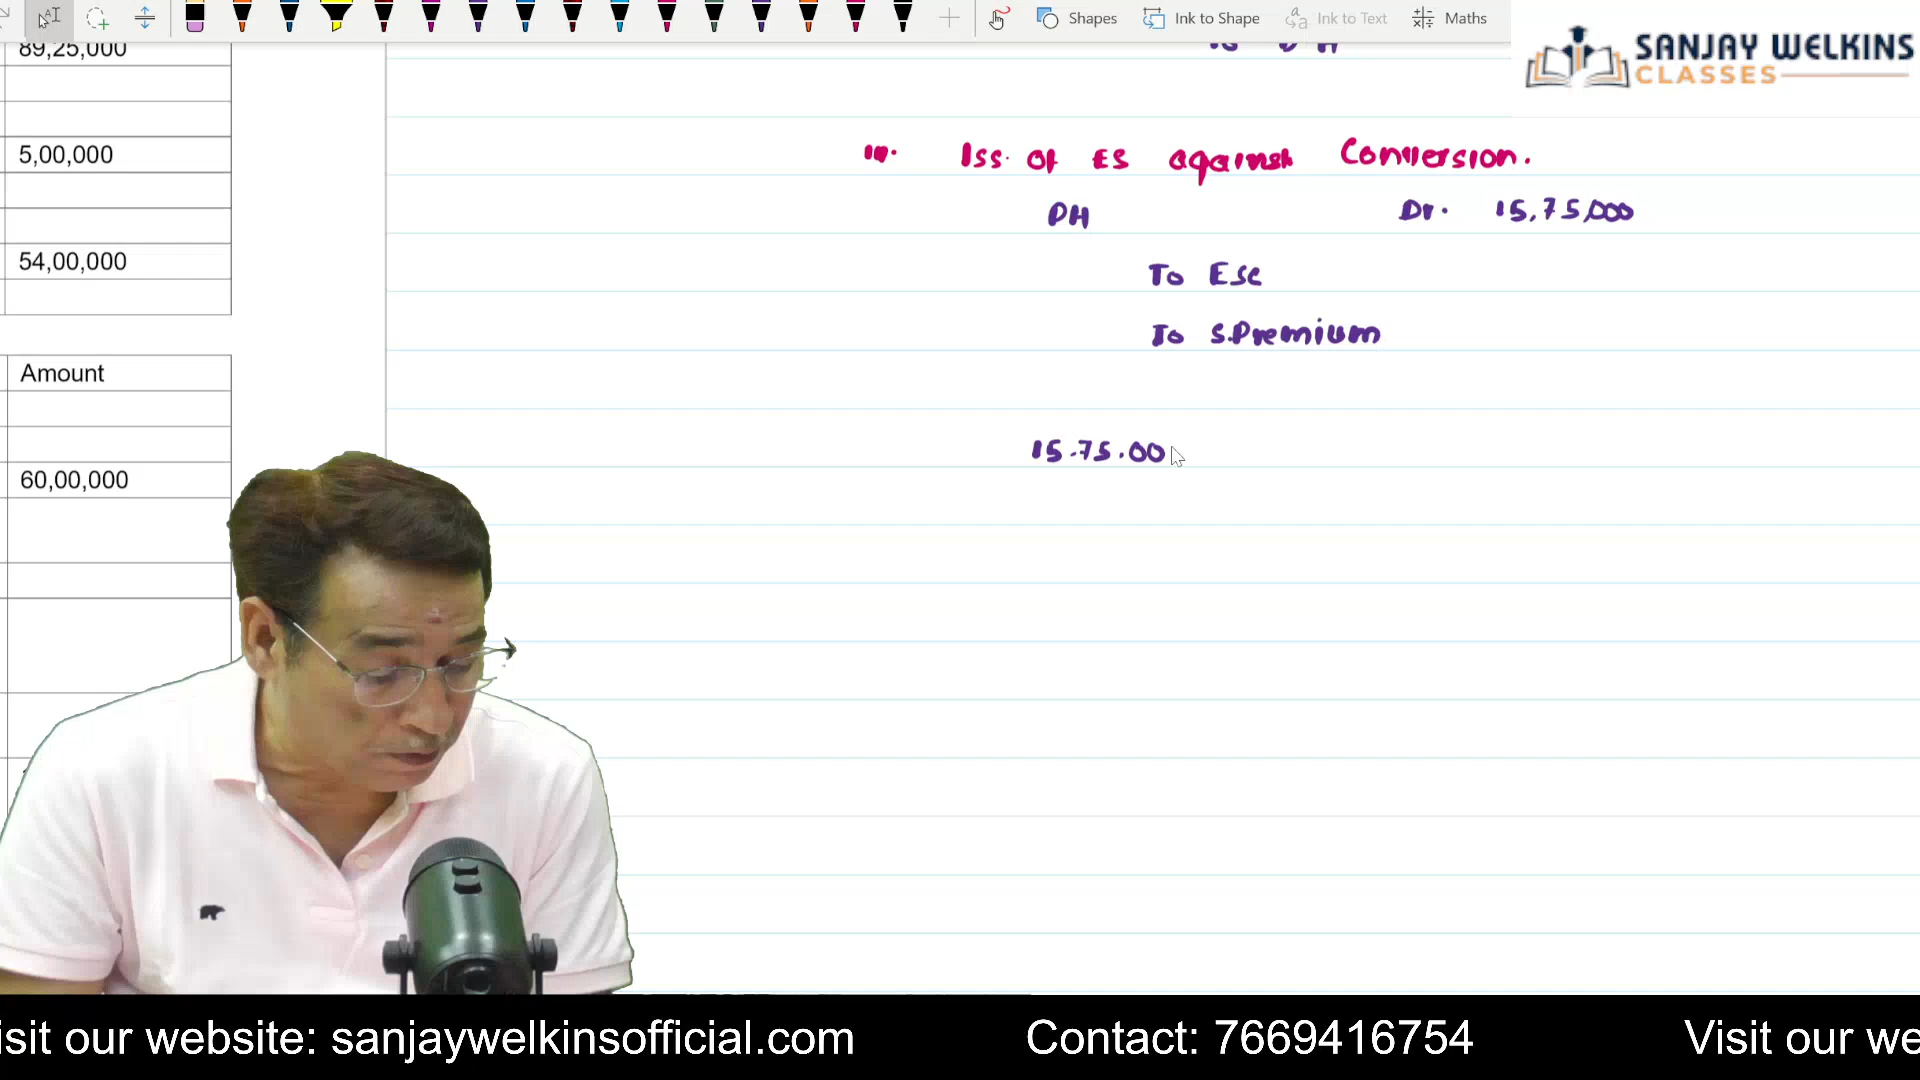 Shapes
Ink to Shape
Ink to Text
Maths
SANJAY WELKINS
CLASSES
89,25,000
5,00,000
54,00,000
Amount
60,00,000
Iss. Of ES against Conversion.
DH Dr. 15,75,000
To ESC
To S.Premium
15.75.00
isit our website: sanjaywelkinsofficial.com
Contact: 7669416754
Visit our we